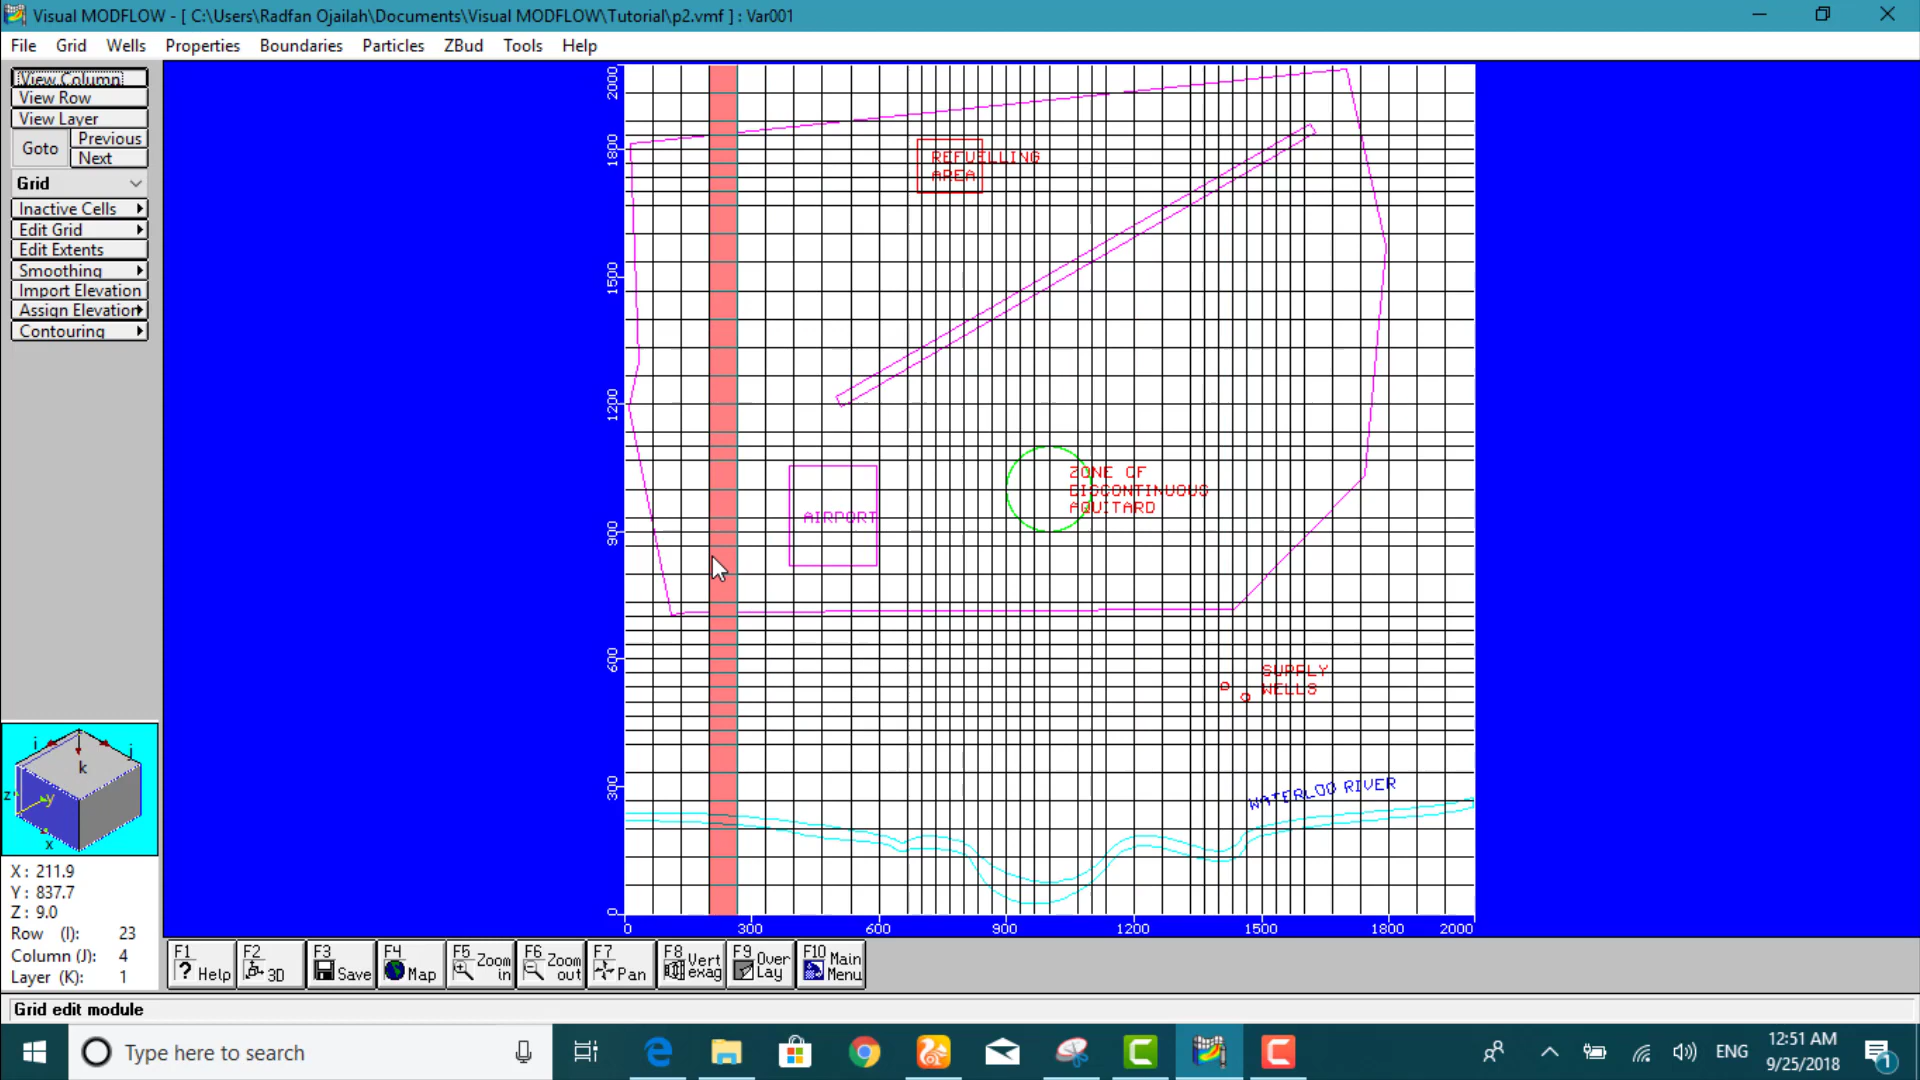 Visual MODFLOW - [ C:\Users\Radfan Ojailah\Documents\Visual MODFLOW\Tutorial\p2.vmf ] : Var001
File Grid Wells Properties Boundaries Particles ZBud Tools Help
View Column
View Row
View Layer
Goto
Previous
Next
Grid
Inactive Cells
Edit Grid
Edit Extents
Smoothing
Import Elevation
Assign Elevation
Contouring
2000
1800
1500
1200
900
600
300
0
REFUELLING
AREA
ZONE OF
DISCONTINUOUS
AQUITARD
AIRPORT
SUPPLY
WELLS
WATERLOO RIVER
0 300 600 900 1200 1500 1800 2000
i
j
k
z
y
x
X : 211.9
Y : 837.7
Z : 9.0
Row (I): 23
Column (J): 4
Layer (K): 1
F1 Help
F2 3D
F3 Save
F4 Map
F5 Zoom in
F6 Zoom out
F7 Pan
F8 Vert exag
F9 Over Lay
F10 Main Menu
Grid edit module
Type here to search
ENG
12:51 AM
9/25/2018
1